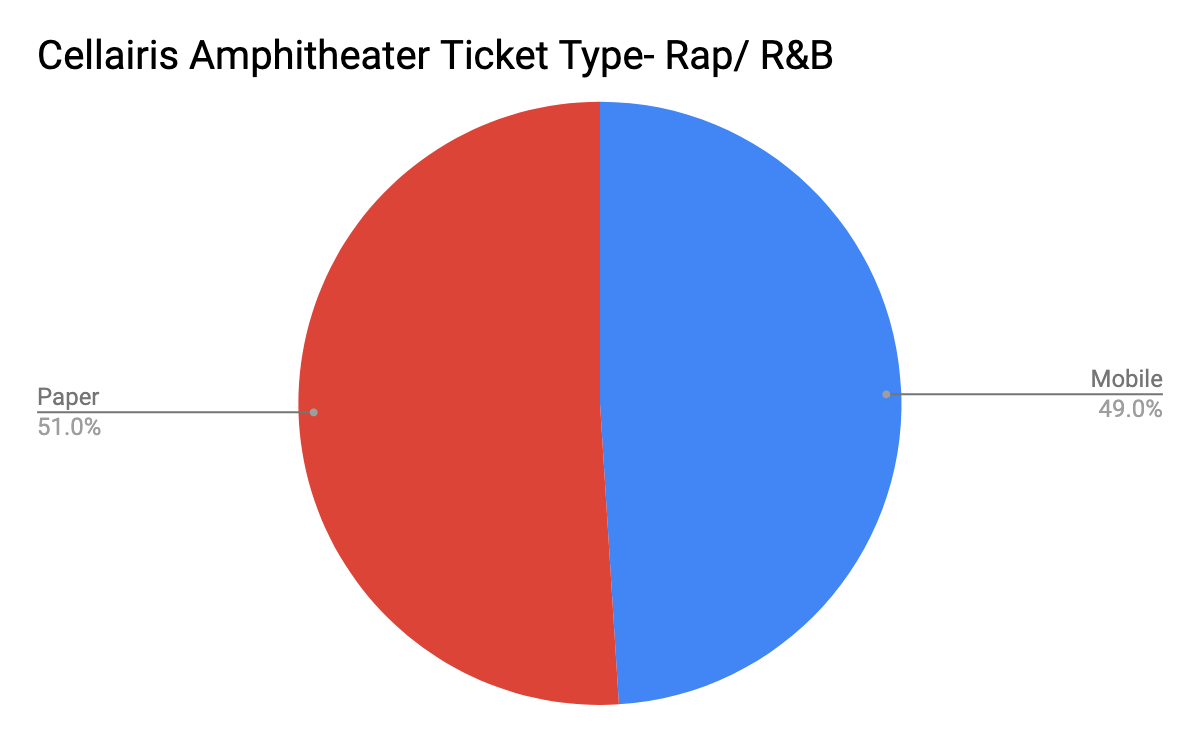 Cellairis Amphitheater Ticket Type- Rap/ R&B
Paper
51.0%
Mobile
49.0%